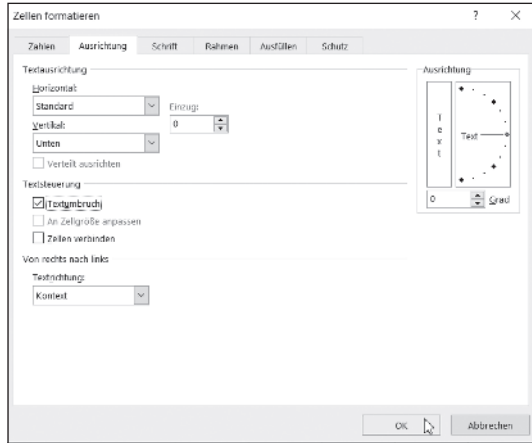 Zellen formatieren ? X
Zahlen Ausrichtung Schrift Rahmen Ausfüllen Schutz
Textausrichtung
Horizontal:
Standard
Einzug:
0
Vertikal:
Unten
Verteilt ausrichten
Textsteuerung
Textumbruch
An Zellgröße anpassen
Zellen verbinden
Von rechts nach links
Textrichtung:
Kontext
Ausrichtung
Text
Text
0 Grad
OK Abbrechen